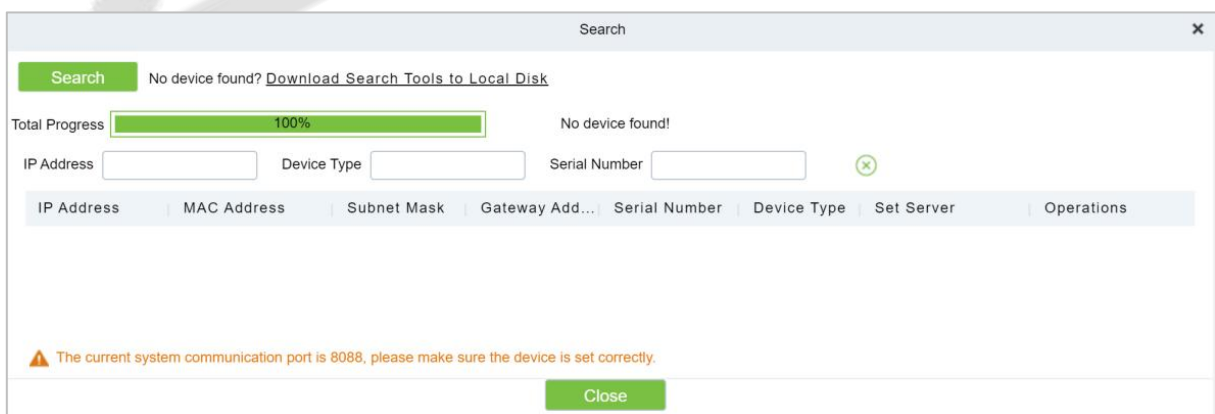 Search
Search No device found? Download Search Tools to Local Disk
Total Progress 100% No device found!
IP Address Device Type Serial Number
IP Address MAC Address Subnet Mask Gateway Add... Serial Number Device Type Set Server Operations
The current system communication port is 8088, please make sure the device is set correctly.
Close